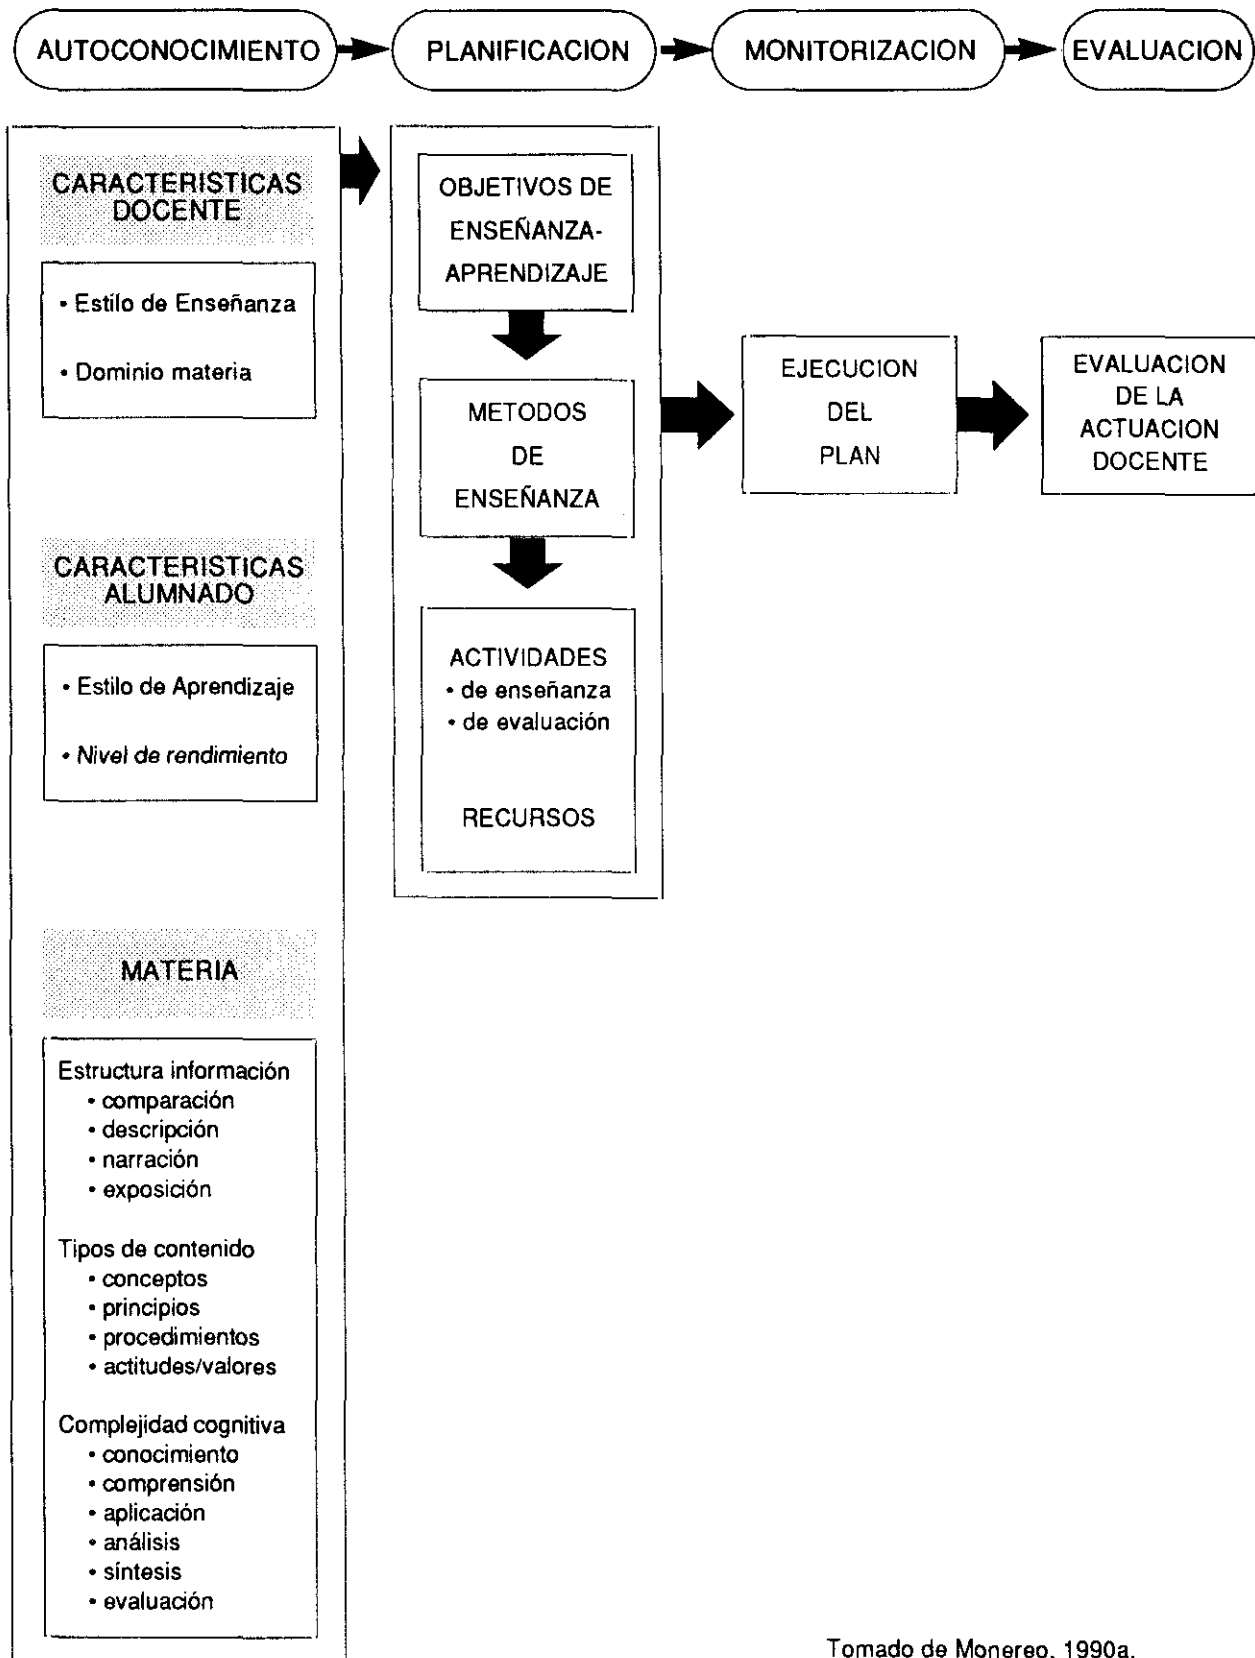 AUTOCONOCIMIENTO
PLANIFICACION
MONITORIZACION
EVALUACION
CARACTERISTICAS
DOCENTE
• Estilo de Enseñanza
• Dominio materia
CARACTERISTICAS
ALUMNADO
• Estilo de Aprendizaje
• Nivel de rendimiento
MATERIA
Estructura información
• comparación
• descripción
• narración
• exposición
Tipos de contenido
• conceptos
• principios
• procedimientos
• actitudes/valores
Complejidad cognitiva
• conocimiento
• comprensión
• aplicación
• análisis
• síntesis
• evaluación
OBJETIVOS DE
ENSEÑANZA-
APRENDIZAJE
METODOS
DE
ENSEÑANZA
ACTIVIDADES
• de enseñanza
• de evaluación
RECURSOS
EJECUCION
DEL
PLAN
EVALUACION
DE LA
ACTUACION
DOCENTE
Tomado de Monereo, 1990a.